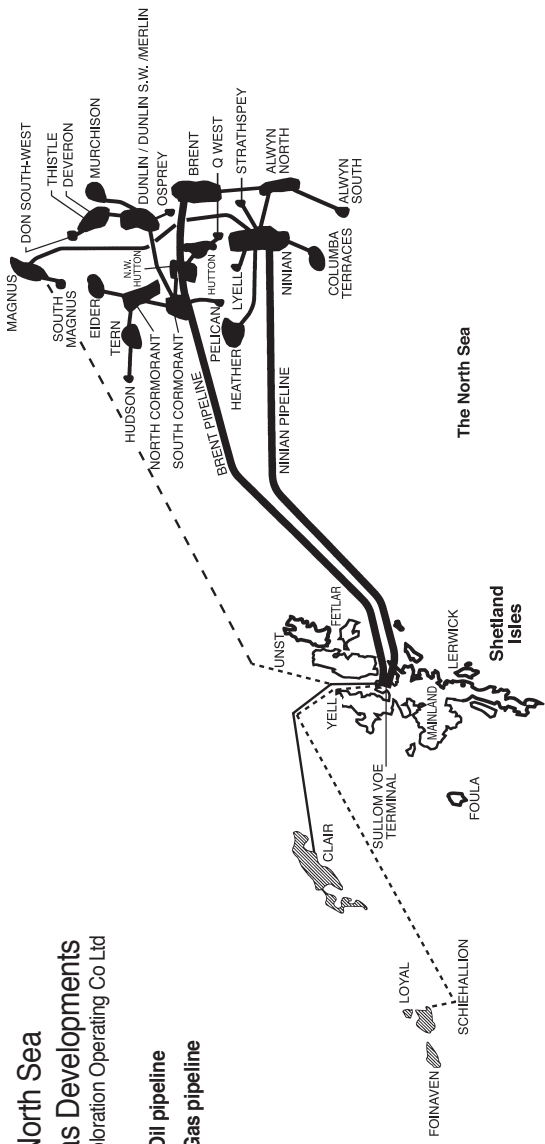 North Sea
as Developments
loration Operating Co Ltd
Oil pipeline
Gas pipeline
MAGNUS
DON SOUTH-WEST
THISTLE
DEVERON
MURCHISON
DUNLIN / DUNLIN S.W. /MERLIN
OSPREY
BRENT
Q WEST
STRATHSPEY
ALWYN
NORTH
ALWYN
SOUTH
SOUTH
MAGNUS
EIDER
TERN
HUDSON
NORTH CORMORANT
SOUTH CORMORANT
N.W.
HUTTON
HUTTON
PELICAN
LYELL
HEATHER
NINIAN
COLUMBA
TERRACES
BRENT PIPELINE
NINIAN PIPELINE
The North Sea
UNST
FETLAR
YELL
LERWICK
MAINLAND
Shetland
Isles
SULLOM VOE
TERMINAL
FOULA
CLAIR
LOYAL
SCHIEHALLION
FOINAVEN